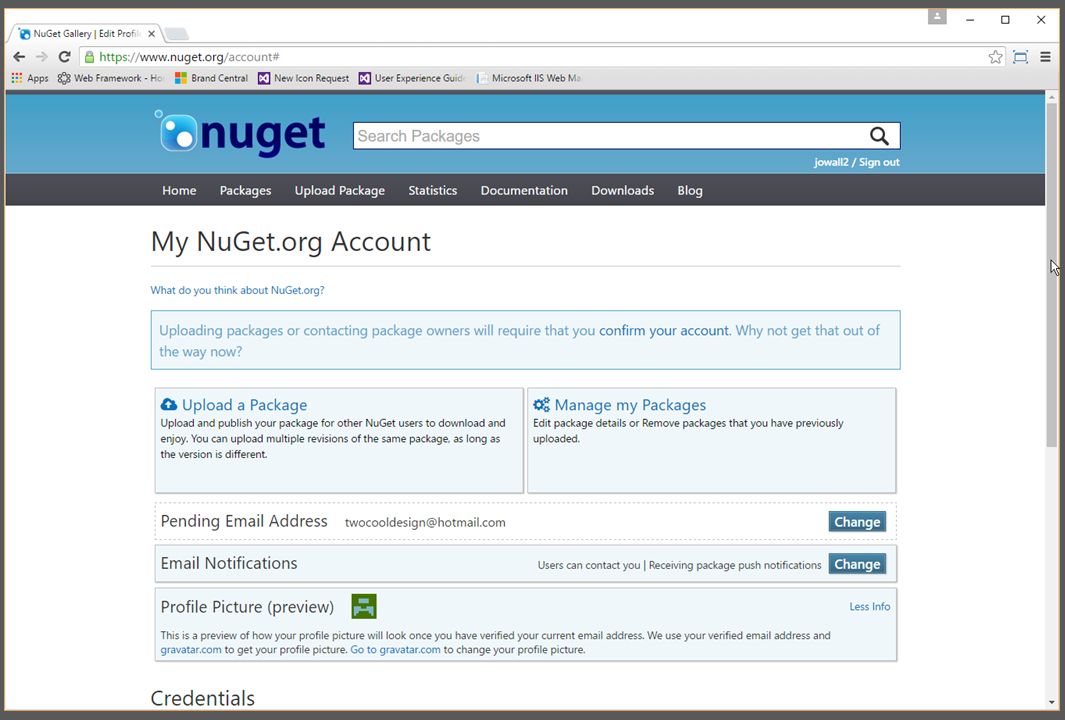 NuGet Gallery | Edit Profile
https://www.nuget.org/account#
Apps Web Framework - Ho Brand Central New Icon Request User Experience Guide Microsoft IIS Web Ma
nuget
Search Packages
jowall2 / Sign out
Home Packages Upload Package Statistics Documentation Downloads Blog
My NuGet.org Account
What do you think about NuGet.org?
Uploading packages or contacting package owners will require that you confirm your account. Why not get that out of
the way now?
Upload a Package
Upload and publish your package for other NuGet users to download and
enjoy. You can upload multiple revisions of the same package, as long as
the version is different.
Manage my Packages
Edit package details or Remove packages that you have previously
uploaded.
Pending Email Address twocooldesign@hotmail.com Change
Email Notifications Users can contact you | Receiving package push notifications Change
Profile Picture (preview) Less Info
This is a preview of how your profile picture will look once you have verified your current email address. We use your verified email address and
gravatar.com to get your profile picture. Go to gravatar.com to change your profile picture.
Credentials